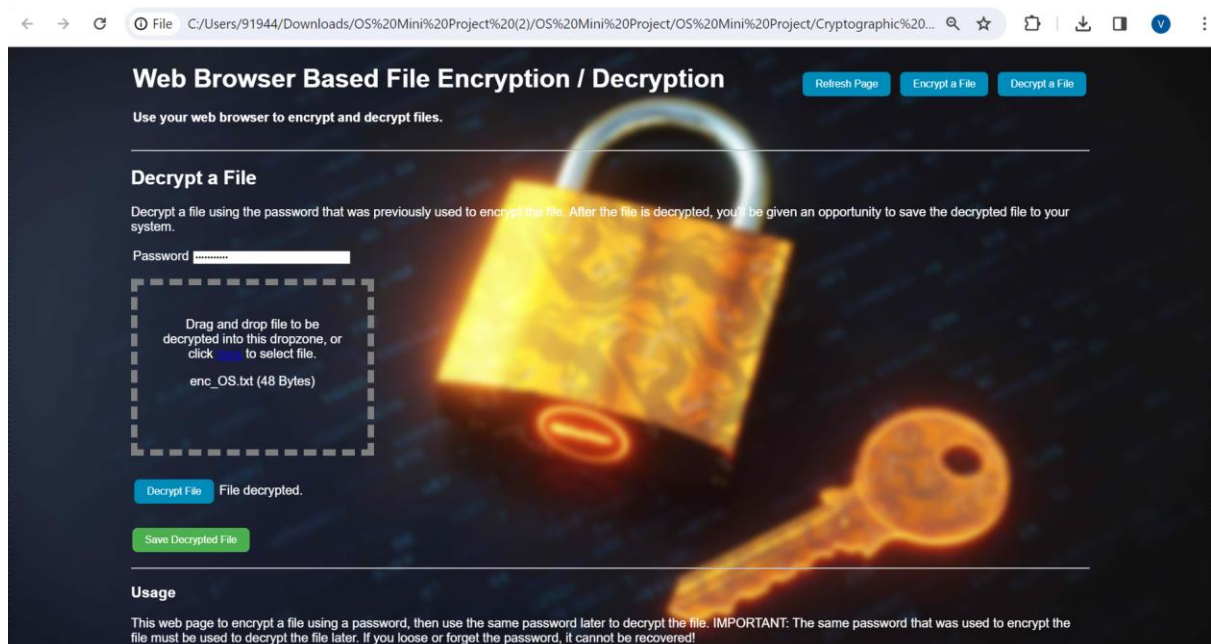 File C:/Users/91944/Downloads/OS%20Mini%20Project%20(2)/OS%20Mini%20Project/OS%20Mini%20Project/Cryptographic%20...
V
Web Browser Based File Encryption / Decryption
Refresh Page Encrypt a File Decrypt a File
Use your web browser to encrypt and decrypt files.
Decrypt a File
Decrypt a file using the password that was previously used to encrypt the file. After the file is decrypted, you'll be given an opportunity to save the decrypted file to your
system.
Password
Drag and drop file to be
decrypted into this dropzone, or
click here to select file.
enc_OS.txt (48 Bytes)
Decrypt File File decrypted.
Save Decrypted File
Usage
This web page to encrypt a file using a password, then use the same password later to decrypt the file. IMPORTANT: The same password that was used to encrypt the
file must be used to decrypt the file later. If you loose or forget the password, it cannot be recovered!